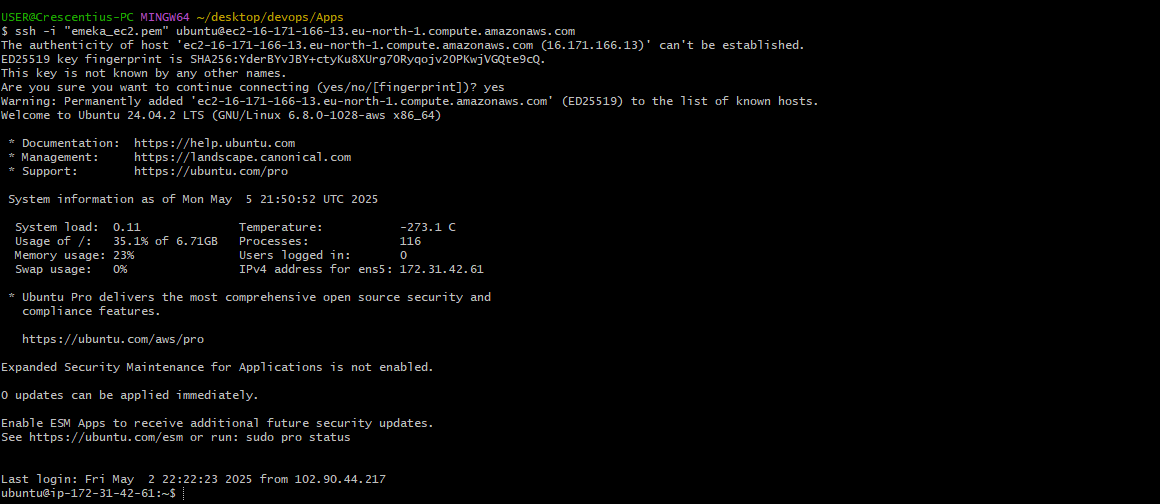 USER@Crescentius-PC MINGW64 ~/desktop/devops/Apps
$ ssh -i "emeka_ec2.pem" ubuntu@ec2-16-171-166-13.eu-north-1.compute.amazonaws.com
The authenticity of host 'ec2-16-171-166-13.eu-north-1.compute.amazonaws.com (16.171.166.13)' can't be established.
ED25519 key fingerprint is SHA256:YderBYvJBY+ctyKu8XUrg7ORyqojv2OPKwjVGQte9cQ.
This key is not known by any other names.
Are you sure you want to continue connecting (yes/no/[fingerprint])? yes
Warning: Permanently added 'ec2-16-171-166-13.eu-north-1.compute.amazonaws.com' (ED25519) to the list of known hosts.
Welcome to Ubuntu 24.04.2 LTS (GNU/Linux 6.8.0-1028-aws x86_64)
* Documentation:  https://help.ubuntu.com
* Management:     https://landscape.canonical.com
* Support:        https://ubuntu.com/pro
System information as of Mon May  5 21:50:52 UTC 2025
System load:  0.11              Temperature:           -273.1 C
Usage of /:   35.1% of 6.71GB   Processes:             116
Memory usage: 23%               Users logged in:       0
Swap usage:   0%                IPv4 address for ens5: 172.31.42.61
* Ubuntu Pro delivers the most comprehensive open source security and
compliance features.
https://ubuntu.com/aws/pro
Expanded Security Maintenance for Applications is not enabled.
0 updates can be applied immediately.
Enable ESM Apps to receive additional future security updates.
See https://ubuntu.com/esm or run: sudo pro status
Last login: Fri May  2 22:22:23 2025 from 102.90.44.217
ubuntu@ip-172-31-42-61:~$